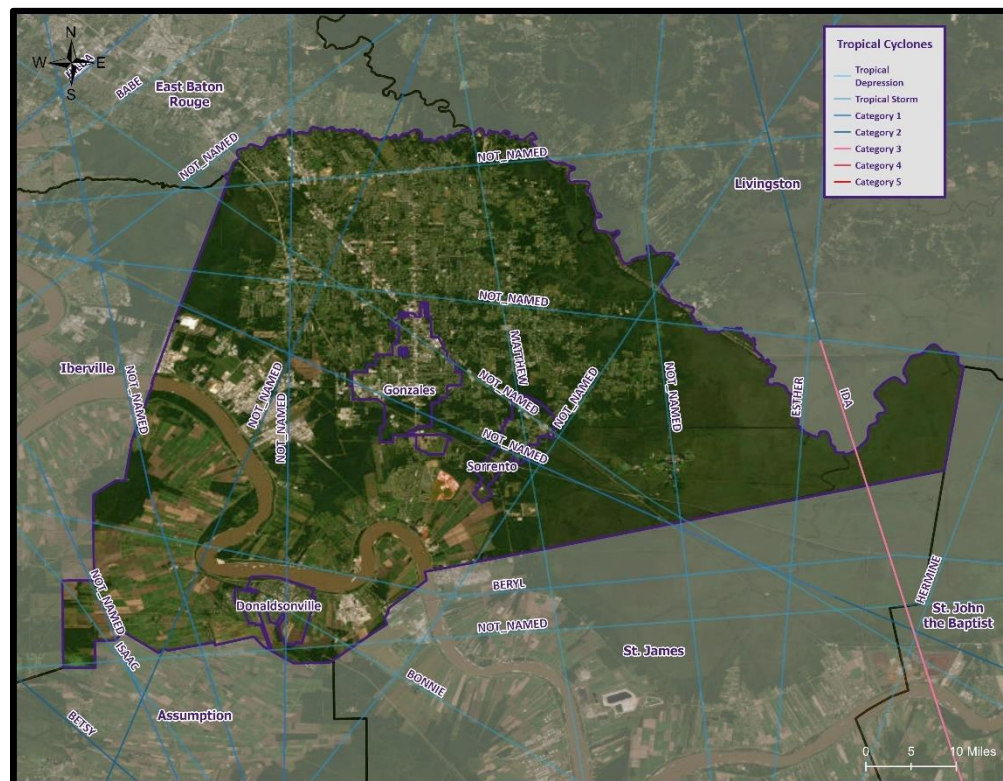 N
W E
S
BABE
East Baton
Rouge
NOT_NAMED
NOT_NAMED
Livingston
Tropical Cyclones
Tropical
Depression
Tropical Storm
Category 1
Category 2
Category 3
Category 4
Category 5
NOT_NAMED
MATTHEW
Iberville
NOT_NAMED
NOT_NAMED
NOT_NAMED
Gonzales
NOT_NAMED
NOT_NAMED
NOT_NAMED
ESTHER
IDA
NOT_NAMED
Sorrento
NOT_NAMED
ISAAC
Donaldsonville
BERYL
HERMINE
NOT_NAMED
St. John
the Baptist
St. James
BONNIE
BETSY
Assumption
0 5 10 Miles